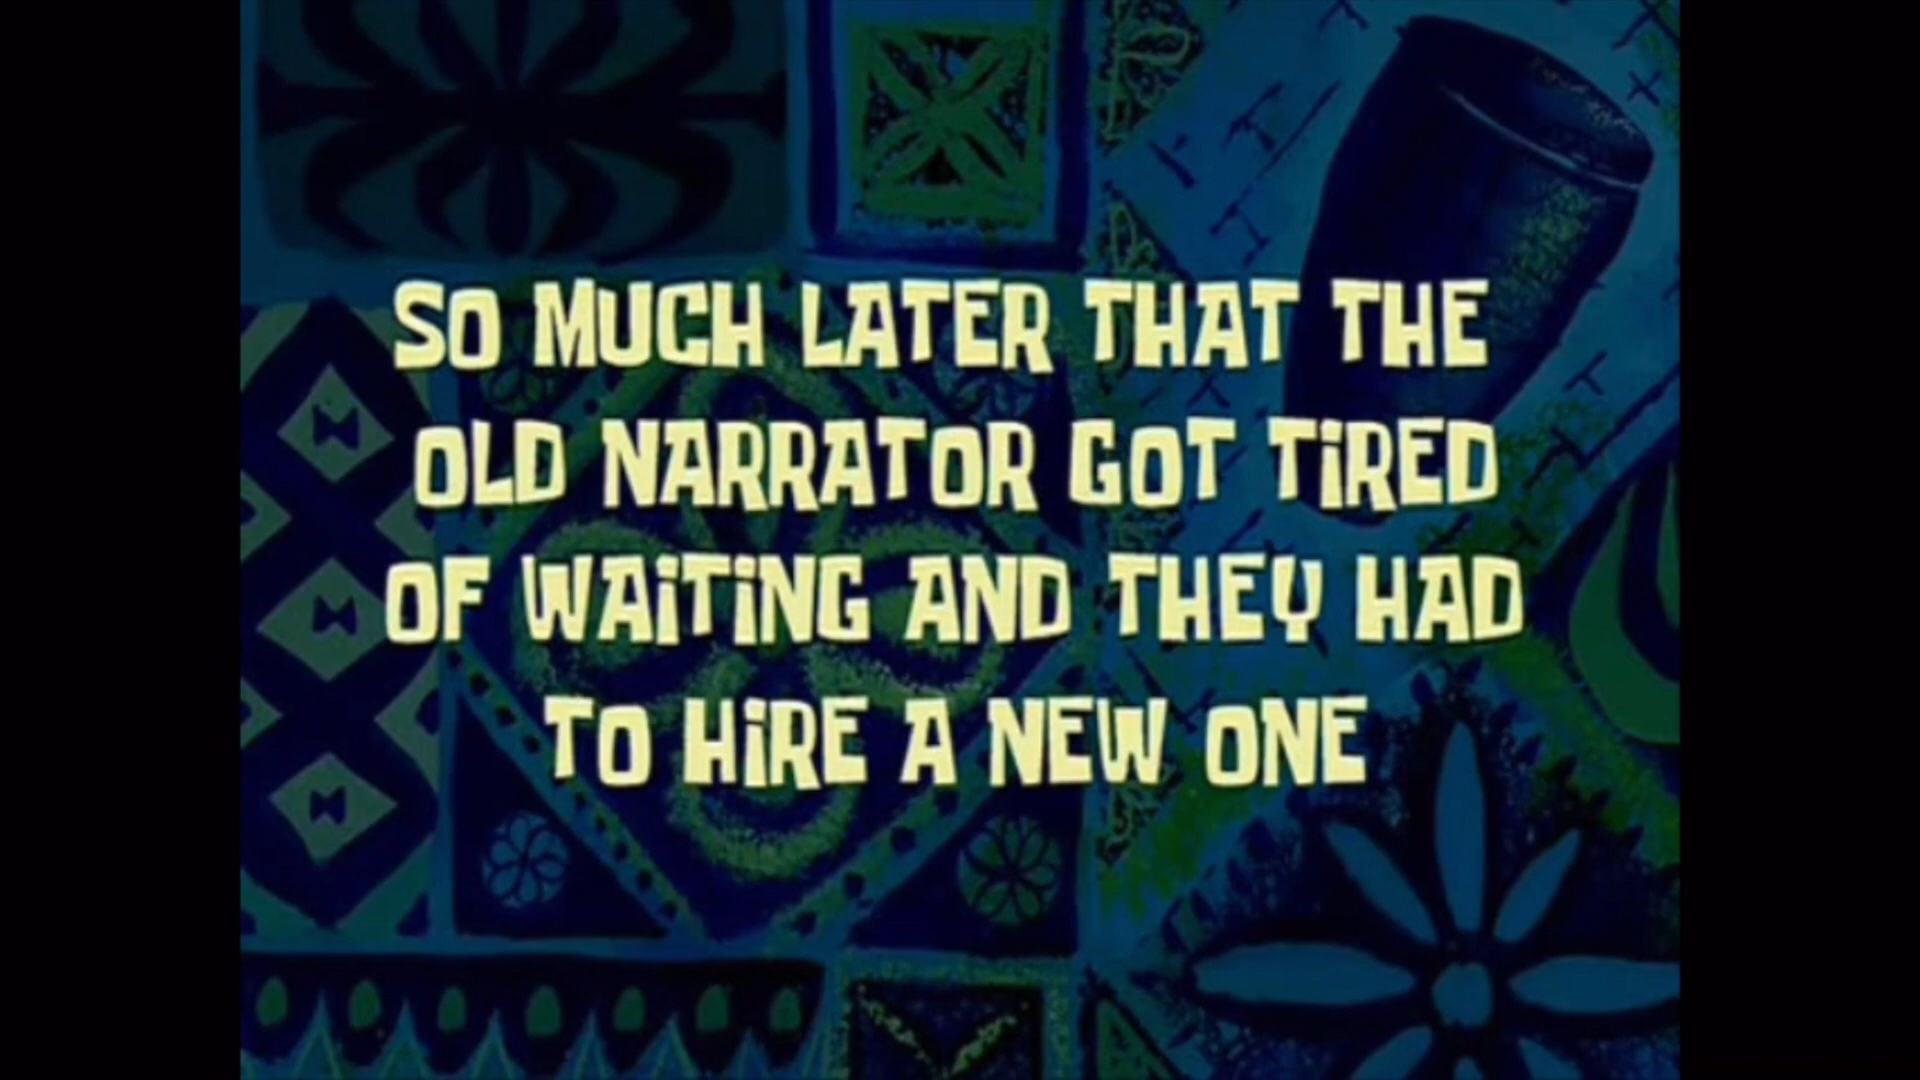 SO MUCH LATER THAT THE
OLD NARRATOR GOT TiRED
OF WAiTiNG AND THEY HAD
TO HiRE A NEW ONE